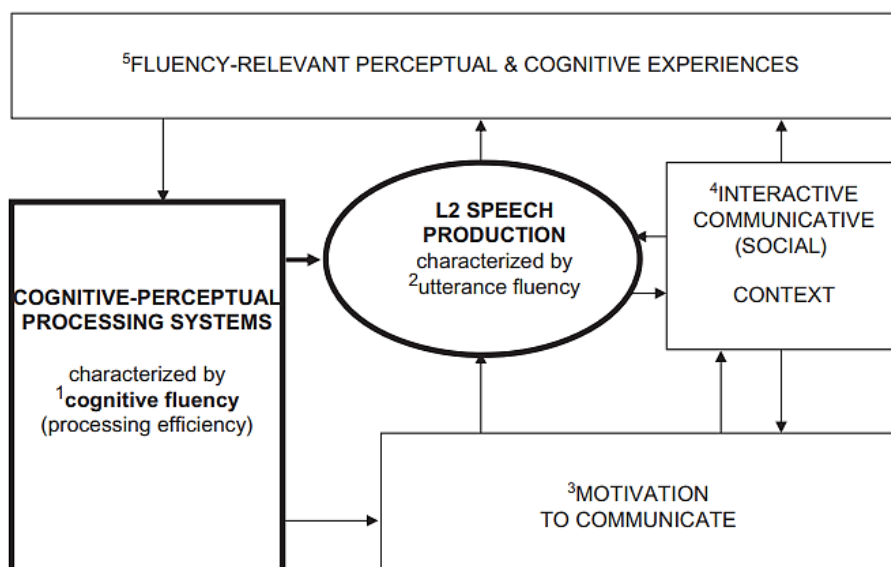 ⁵FLUENCY-RELEVANT PERCEPTUAL & COGNITIVE EXPERIENCES
L2 SPEECH
PRODUCTION
characterized by
²utterance fluency
⁴INTERACTIVE
COMMUNICATIVE
(SOCIAL)
CONTEXT
COGNITIVE-PERCEPTUAL
PROCESSING SYSTEMS
characterized by
¹cognitive fluency
(processing efficiency)
³MOTIVATION
TO COMMUNICATE